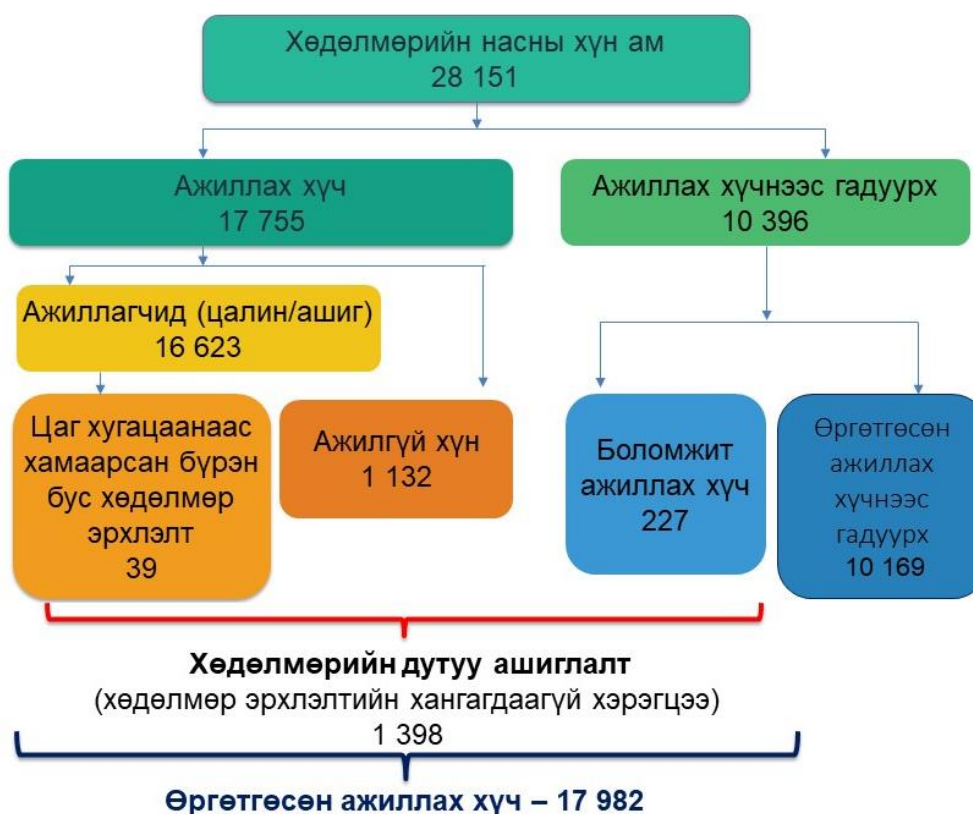 Хөдөлмөрийн насны хүн ам
28 151
Ажиллах хүч
17 755
Ажиллах хүчнээс гадуурх
10 396
Ажиллагчид (цалин/ашиг)
16 623
Цаг хугацаанаас
хамаарсан бүрэн
бус хөдөлмөр
эрхлэлт
39
Ажилгүй хүн
1 132
Боломжит
ажиллах хүч
227
Өргөтгөсөн
ажиллах
хүчнээс
гадуурх
10 169
Хөдөлмөрийн дутуу ашиглалт
(хөдөлмөр эрхлэлтийн хангагдаагүй хэрэгцээ)
1 398
Өргөтгөсөн ажиллах хүч – 17 982